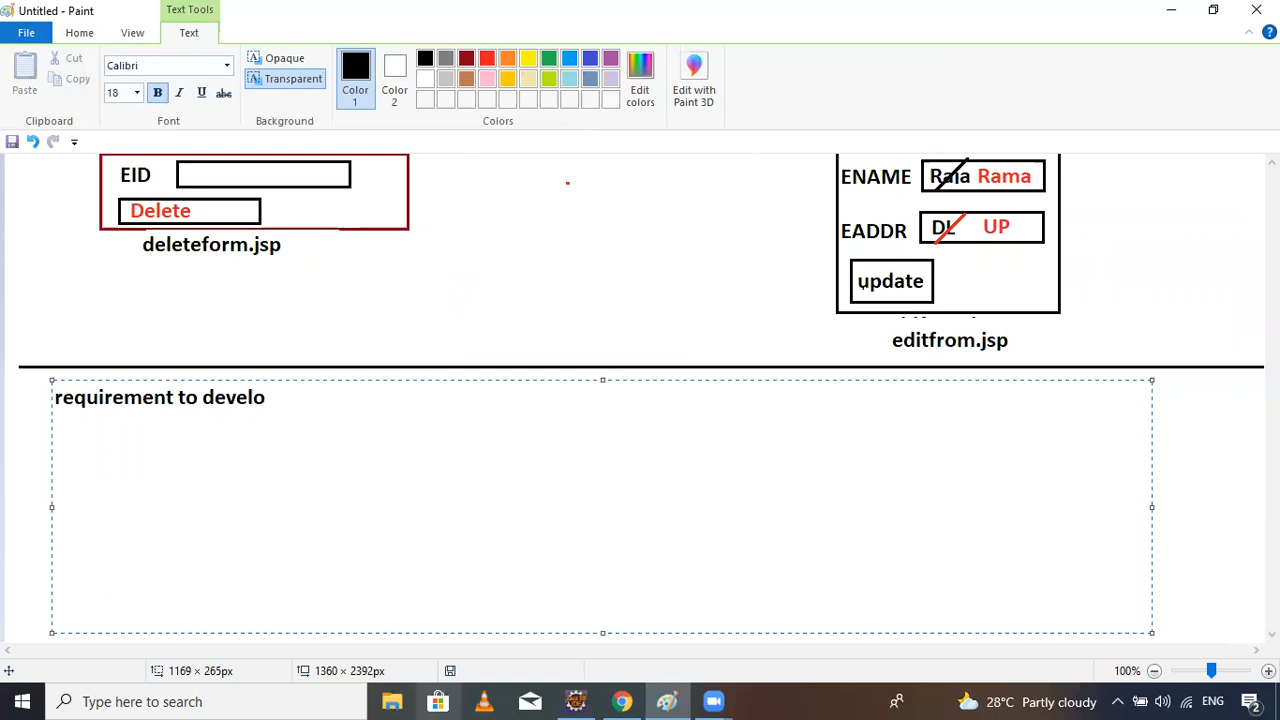 Untitled - Paint
Text Tools
File
Home
View
Text
Paste
Cut
Copy
Clipboard
Calibri
18
B
I
U
abc
Font
Opaque
Transparent
Background
Color
1
Color
2
Colors
Edit
colors
Edit with
Paint 3D
EID
Delete
deleteform.jsp
ENAME
Raja Rama
EADDR
DL UP
update
editfrom.jsp
requirement to develo
1169 × 265px
1360 × 2392px
100%
Type here to search
28°C Partly cloudy
ENG
2